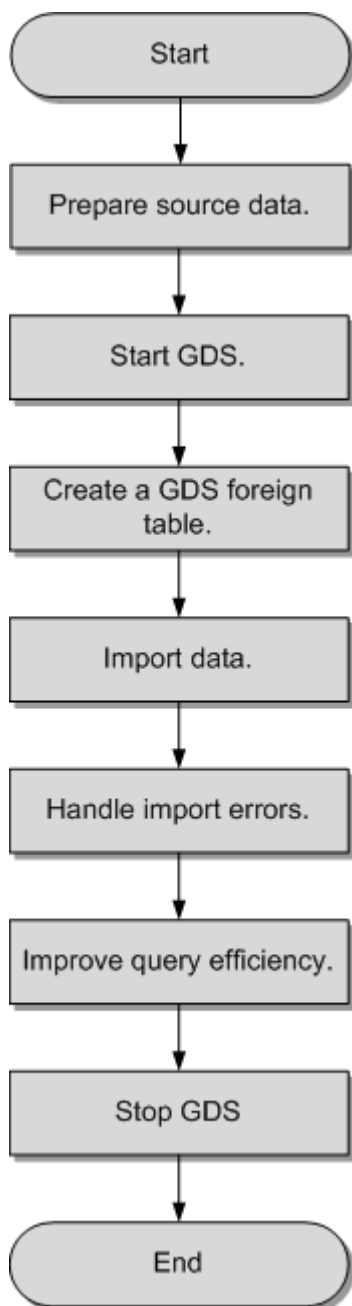 Start
Prepare source data.
Start GDS.
Create a GDS foreign
table.
Import data.
Handle import errors.
Improve query efficiency.
Stop GDS
End